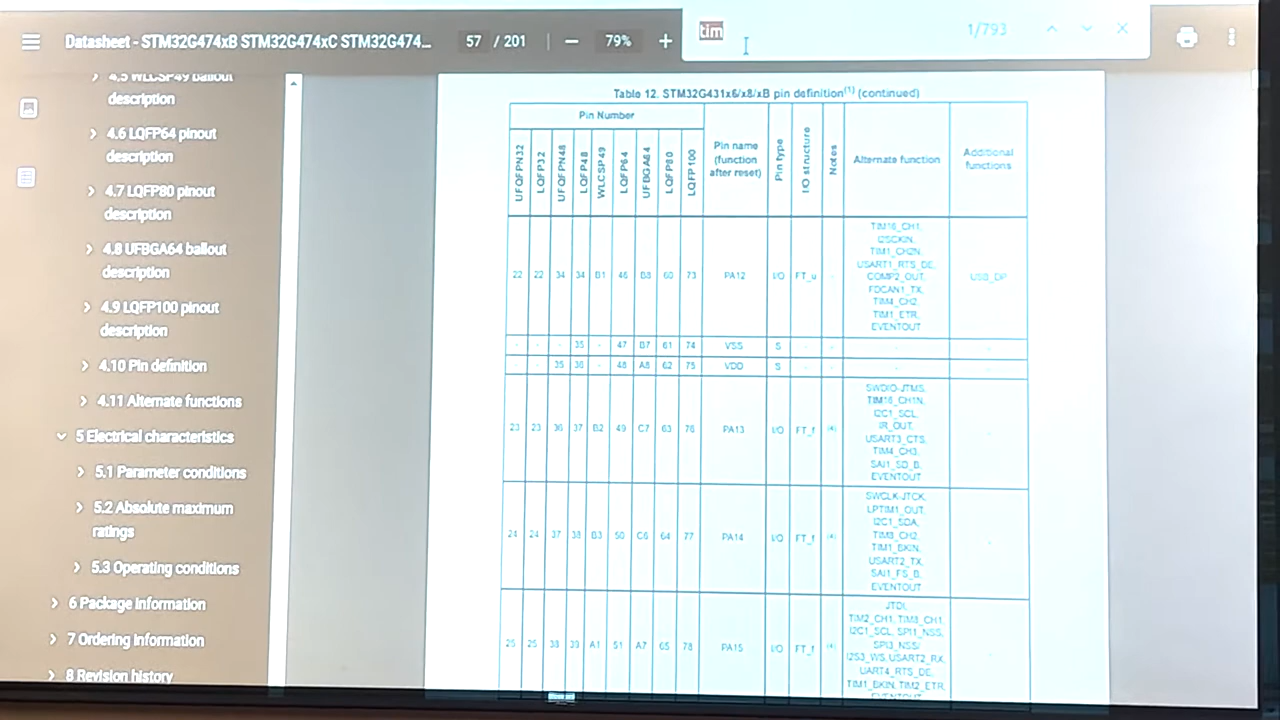 Datasheet - STM32G474xB STM32G474xC STM32G474...
57 / 201
79%
tim
1/793
4.5 WLCSP49 ballout
description
4.6 LQFP64 pinout
description
4.7 LQFP80 pinout
description
4.8 UFBGA64 ballout
description
4.9 LQFP100 pinout
description
4.10 Pin definition
4.11 Alternate functions
5 Electrical characteristics
5.1 Parameter conditions
5.2 Absolute maximum
ratings
5.3 Operating conditions
6 Package information
7 Ordering information
8 Revision history
Table 12. STM32G431x6/x8/xB pin definition(1) (continued)
Pin Number
UFQFPN32
LQFP32
UFQFPN48
LQFP48
WLCSP49
LQFP64
UFBGA64
LQFP80
LQFP100
Pin name
(function
after reset)
Pin type
I/O structure
Notes
Alternate function
Additional
functions
22 22 34 34 B1 46 B8 60 73 PA12 I/O FT_u -
TIM16_CH1,
I2SCKIN,
TIM1_CH2N,
USART1_RTS_DE,
COMP2_OUT,
FDCAN1_TX,
TIM4_CH2,
TIM1_ETR,
EVENTOUT
USB_DP
- - - 35 - 47 B7 61 74 VSS S - - - -
- - 35 36 - 48 A8 62 75 VDD S - - - -
23 23 36 37 B2 49 C7 63 76 PA13 I/O FT_f (4)
SWDIO-JTMS,
TIM16_CH1N,
I2C1_SCL,
IR_OUT,
USART3_CTS,
TIM4_CH3,
SAI1_SD_B,
EVENTOUT
-
24 24 37 38 B3 50 C6 64 77 PA14 I/O FT_f (4)
SWCLK-JTCK,
LPTIM1_OUT,
I2C1_SDA,
TIM8_CH2,
TIM1_BKIN,
USART2_TX,
SAI1_FS_B,
EVENTOUT
-
25 25 38 39 A1 51 A7 65 78 PA15 I/O FT_f (4)
JTDI,
TIM2_CH1, TIM8_CH1,
I2C1_SCL, SPI1_NSS,
SPI3_NSS/
I2S3_WS,USART2_RX,
UART4_RTS_DE,
TIM1_BKIN, TIM2_ETR,
EVENTOUT
-